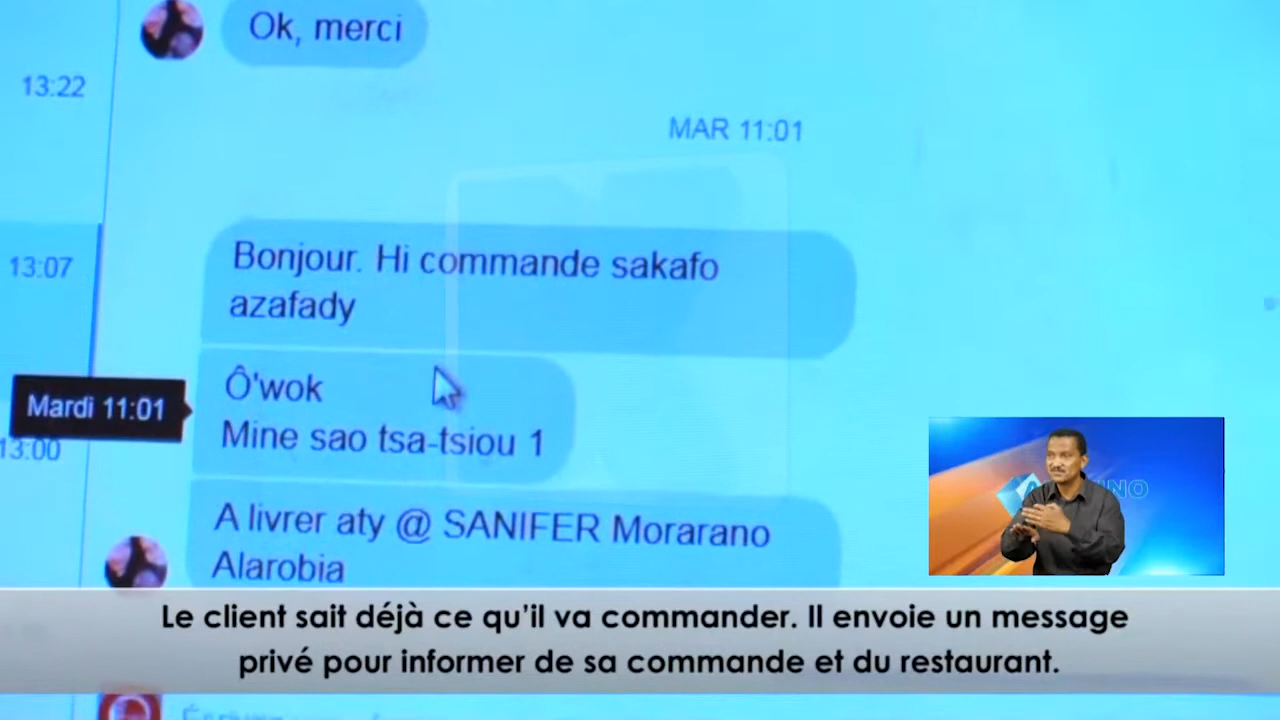 Ok, merci
13:22
MAR 11:01
Bonjour. Hi commande sakafo
azafady
13:07
Ô'wok
Mine sao tsa-tsiou 1
Mardi 11:01
13:00
A livrer aty @ SANIFER Morarano
Alarobia
Le client sait déjà ce qu'il va commander. Il envoie un message
privé pour informer de sa commande et du restaurant.